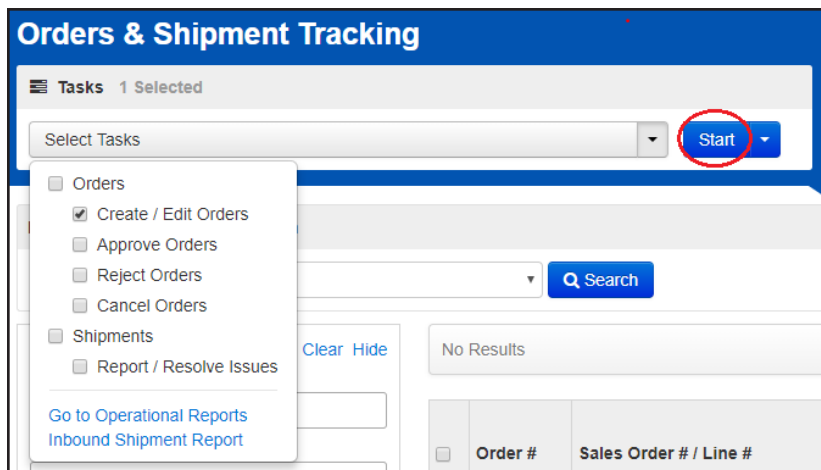 Orders & Shipment Tracking
Tasks 1 Selected
Select Tasks
Start
Orders
Create / Edit Orders
Approve Orders
Reject Orders
Cancel Orders
Shipments
Report / Resolve Issues
Go to Operational Reports
Inbound Shipment Report
Search
Clear Hide
No Results
Order # Sales Order # / Line #